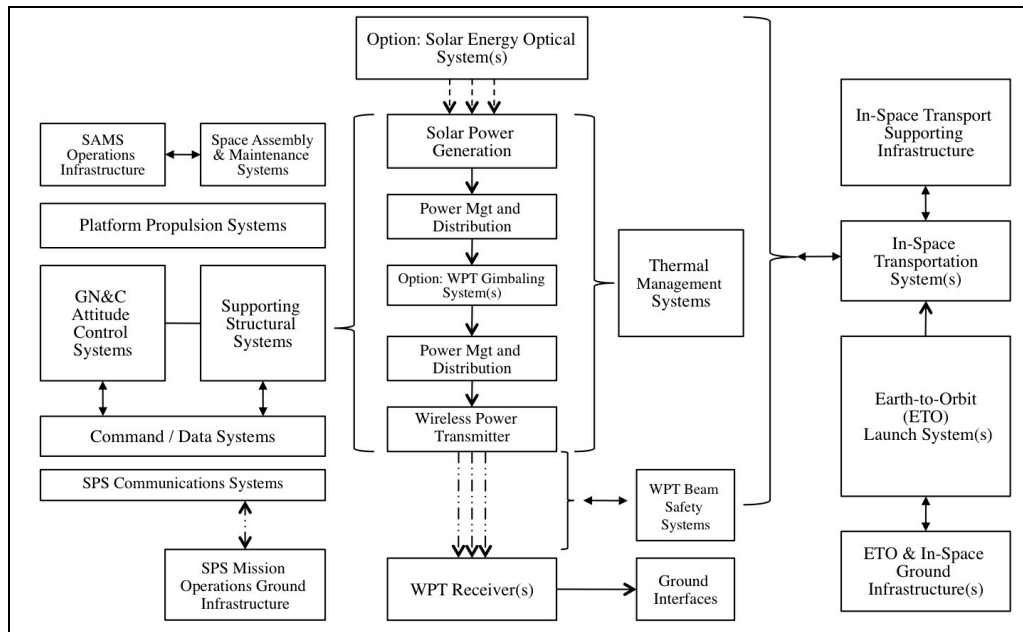 Option: Solar Energy Optical
System(s)
SAMS
Operations
Infrastructure
Space Assembly
& Maintenance
Systems
Platform Propulsion Systems
GN&C
Attitude
Control
Systems
Supporting
Structural
Systems
Command / Data Systems
SPS Communications Systems
SPS Mission
Operations Ground
Infrastructure
Solar Power
Generation
Power Mgt and
Distribution
Option: WPT Gimbaling
System(s)
Power Mgt and
Distribution
Wireless Power
Transmitter
WPT Receiver(s)
Thermal
Management
Systems
WPT Beam
Safety
Systems
Ground
Interfaces
In-Space Transport
Supporting
Infrastructure
In-Space
Transportation
System(s)
Earth-to-Orbit
(ETO)
Launch System(s)
ETO & In-Space
Ground
Infrastructure(s)